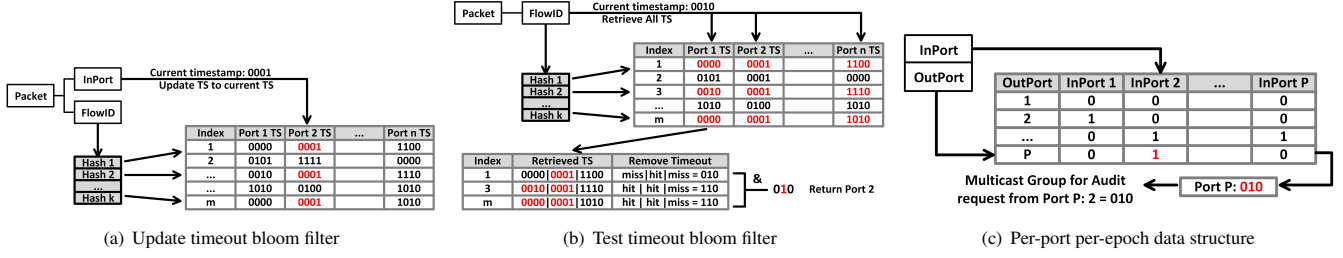 Packet
InPort
FlowID
Current timestamp: 0001
Update TS to current TS
Hash 1
Hash 2
...
Hash k
Index Port 1 TS Port 2 TS ... Port n TS
1 0000 0001 1100
2 0101 1111 0000
... 0010 0001 1110
... 1010 0100 1010
m 0000 0001 1010
(a) Update timeout bloom filter
Packet
FlowID
Current timestamp: 0010
Retrieve All TS
Hash 1
Hash 2
...
Hash k
Index Port 1 TS Port 2 TS ... Port n TS
1 0000 0001 1100
2 0101 0001 0000
3 0010 0001 1110
... 1010 0100 1010
m 0000 0001 1010
Index Retrieved TS Remove Timeout
1 0000|0001|1100 miss|hit|miss = 010
3 0010|0001|1110 hit | hit |miss = 110
m 0000|0001|1010 hit | hit |miss = 110
&
010 Return Port 2
(b) Test timeout bloom filter
InPort
OutPort
OutPort InPort 1 InPort 2 ... InPort P
1 0 0 0
2 1 0 0
... 0 1 1
P 0 1 0
Multicast Group for Audit
request from Port P: 2 = 010
Port P: 010
(c) Per-port per-epoch data structure